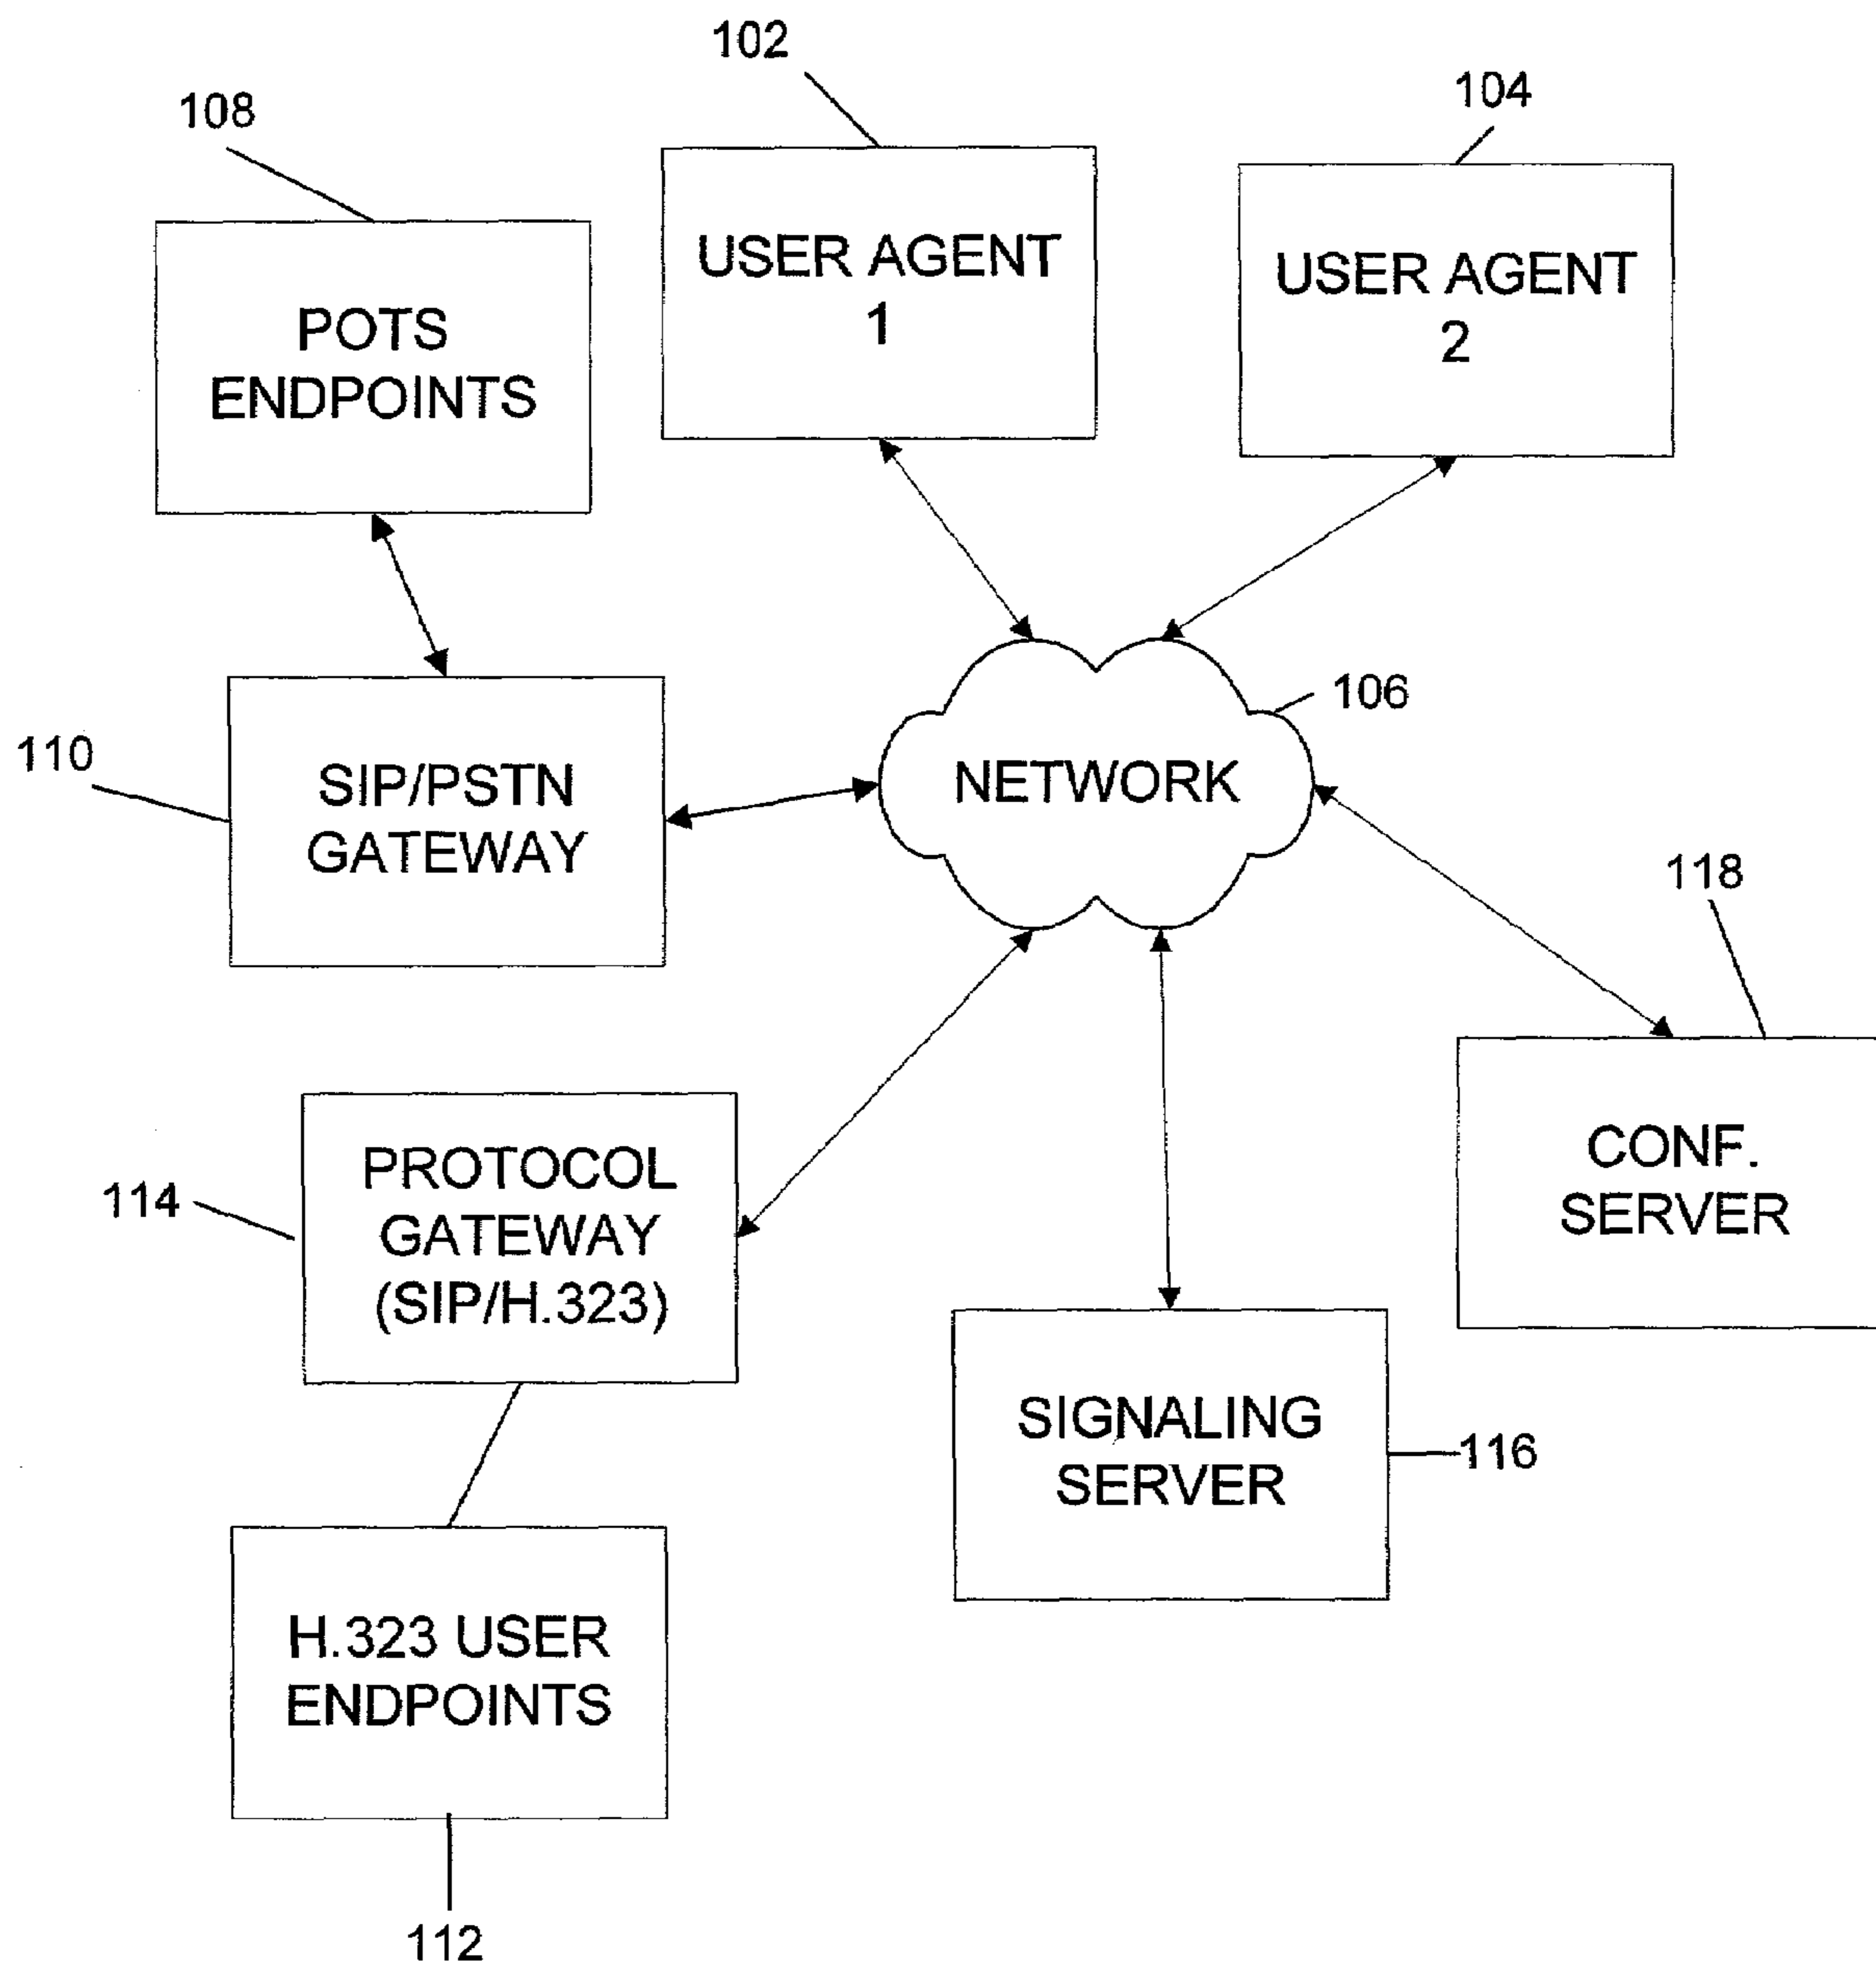 102
104
108
USER AGENT
1
USER AGENT
2
POTS
ENDPOINTS
106
110
SIP/PSTN
GATEWAY
NETWORK
118
PROTOCOL
GATEWAY
(SIP/H.323)
114
CONF.
SERVER
SIGNALING
SERVER
116
H.323 USER
ENDPOINTS
112